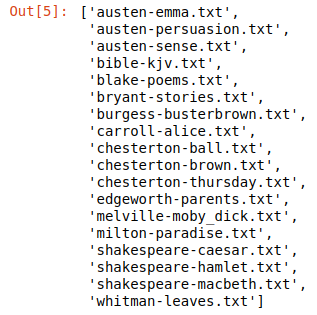 Out[5]: ['austen-emma.txt',
'austen-persuasion.txt',
'austen-sense.txt',
'bible-kjv.txt',
'blake-poems.txt',
'bryant-stories.txt',
'burgess-busterbrown.txt',
'carroll-alice.txt',
'chesterton-ball.txt',
'chesterton-brown.txt',
'chesterton-thursday.txt',
'edgeworth-parents.txt',
'melville-moby_dick.txt',
'milton-paradise.txt',
'shakespeare-caesar.txt',
'shakespeare-hamlet.txt',
'shakespeare-macbeth.txt',
'whitman-leaves.txt']